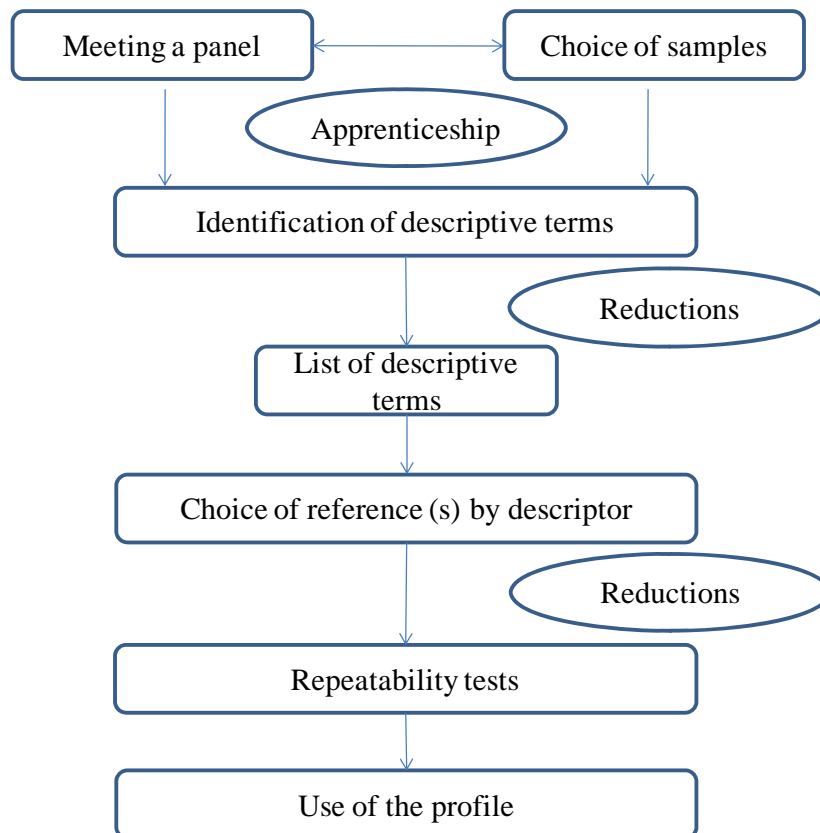 Meeting a panel
Choice of samples
Apprenticeship
Identification of descriptive terms
Reductions
List of descriptive
terms
Choice of reference (s) by descriptor
Reductions
Repeatability tests
Use of the profile